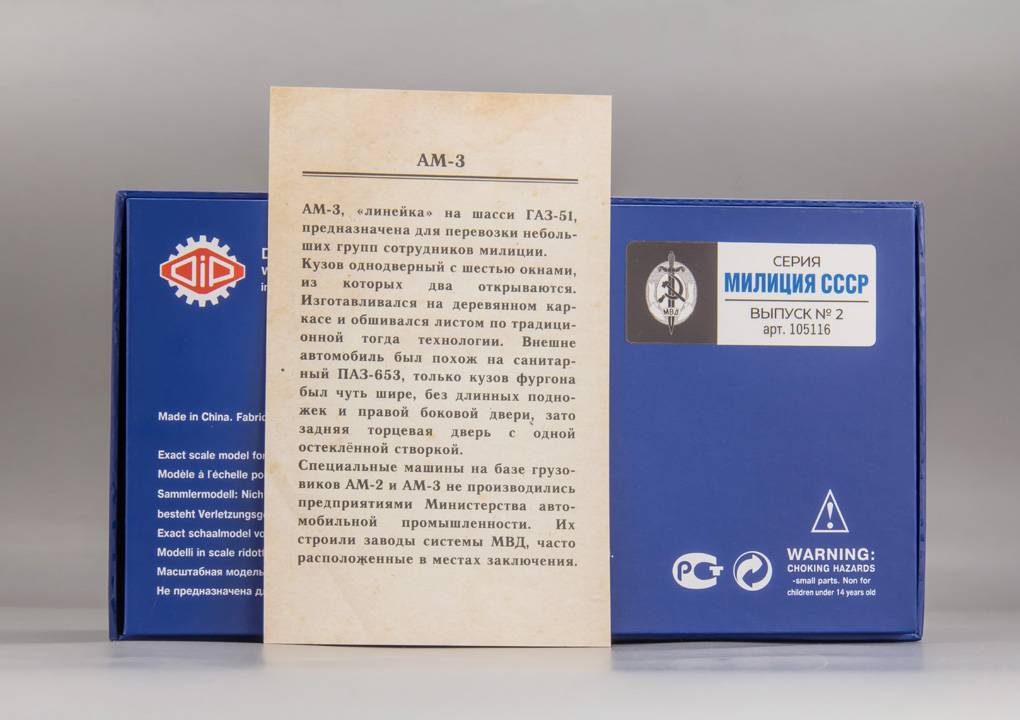 АМ-3
АМ-3, «линейка» на шасси ГАЗ-51,
предназначена для перевозки неболь-
ших групп сотрудников милиции.
Кузов однодверный с шестью окнами,
из которых два открываются.
Изготавливался на деревянном кар-
касе и обшивался листом по традици-
онной тогда технологии. Внешне
автомобиль был похож на санитар-
ный ПАЗ-653, только кузов фургона
был чуть шире, без длинных подно-
жек и правой боковой двери, зато
задняя торцевая дверь с одной
остеклённой створкой.
Специальные машины на базе грузо-
виков АМ-2 и АМ-3 не производились
предприятиями Министерства авто-
мобильной промышленности. Их
строили заводы системы МВД, часто
расположенные в местах заключения.
DiP
Made in China.
Exact scale model
Modèle à l'échelle
Sammlermodell:
besteht
Exact schaalmodel
Modelli in scale
Масштабная
Не предназначена
МВД
СЕРИЯ
МИЛИЦИЯ СССР
ВЫПУСК № 2
арт. 105116
РСТ
WARNING:
CHOKING HAZARDS
-small parts. Non for
children under 14 years old